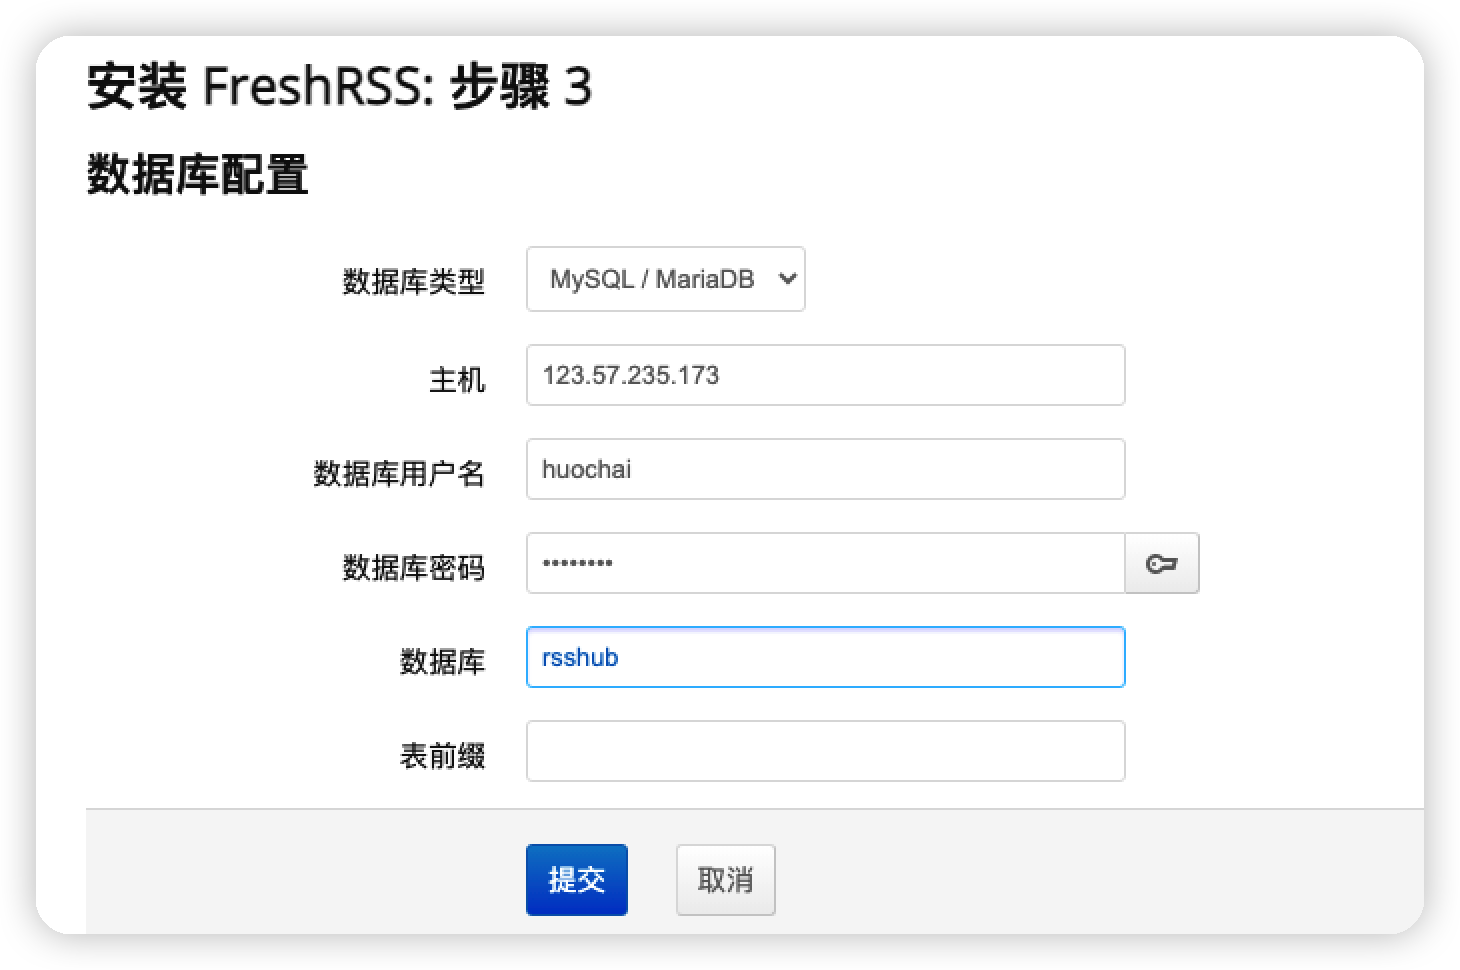 安装 FreshRSS: 步骤 3
数据库配置
数据库类型 MySQL / MariaDB
主机 123.57.235.173
数据库用户名 huochai
数据库密码 ••••••••
数据库 rsshub
表前缀
提交 取消